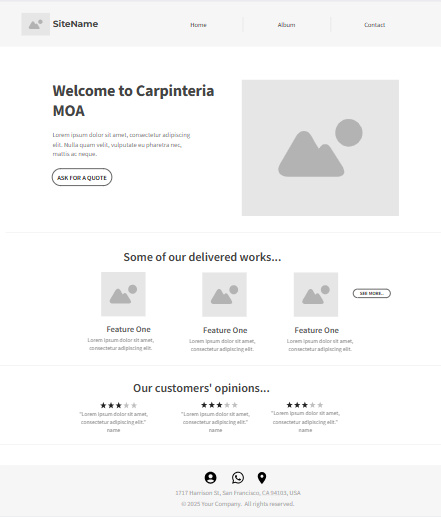 SiteName
Home
Album
Contact
Welcome to Carpinteria
MOA
Lorem ipsum dolor sit amet, consectetur adipiscing
elit. Nulla quam velit, vulputate eu pharetra nec,
mattis ac neque.
ASK FOR A QUOTE
Some of our delivered works...
SEE MORE...
Feature One
Lorem ipsum dolor sit amet,
consectetur adipiscing elit.
Feature One
Lorem ipsum dolor sit amet,
consectetur adipiscing elit.
Feature One
Lorem ipsum dolor sit amet,
consectetur adipiscing elit.
Our customers' opinions...
"Lorem ipsum dolor sit amet,
consectetur adipiscing elit."
name
"Lorem ipsum dolor sit amet,
consectetur adipiscing elit."
name
"Lorem ipsum dolor sit amet,
consectetur adipiscing elit."
name
1717 Harrison St, San Francisco, CA 94103, USA
© 2025 Your Company. All rights reserved.